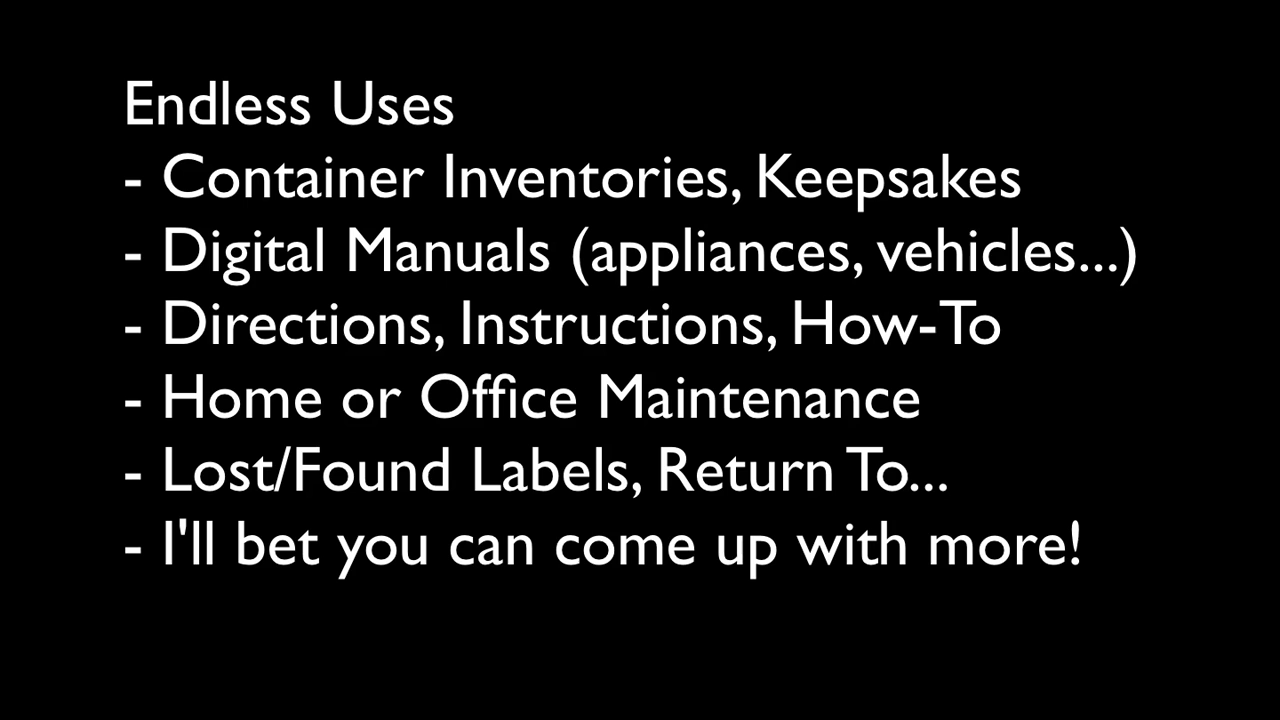 Endless Uses
- Container Inventories, Keepsakes
- Digital Manuals (appliances, vehicles...)
- Directions, Instructions, How-To
- Home or Office Maintenance
- Lost/Found Labels, Return To...
- I'll bet you can come up with more!